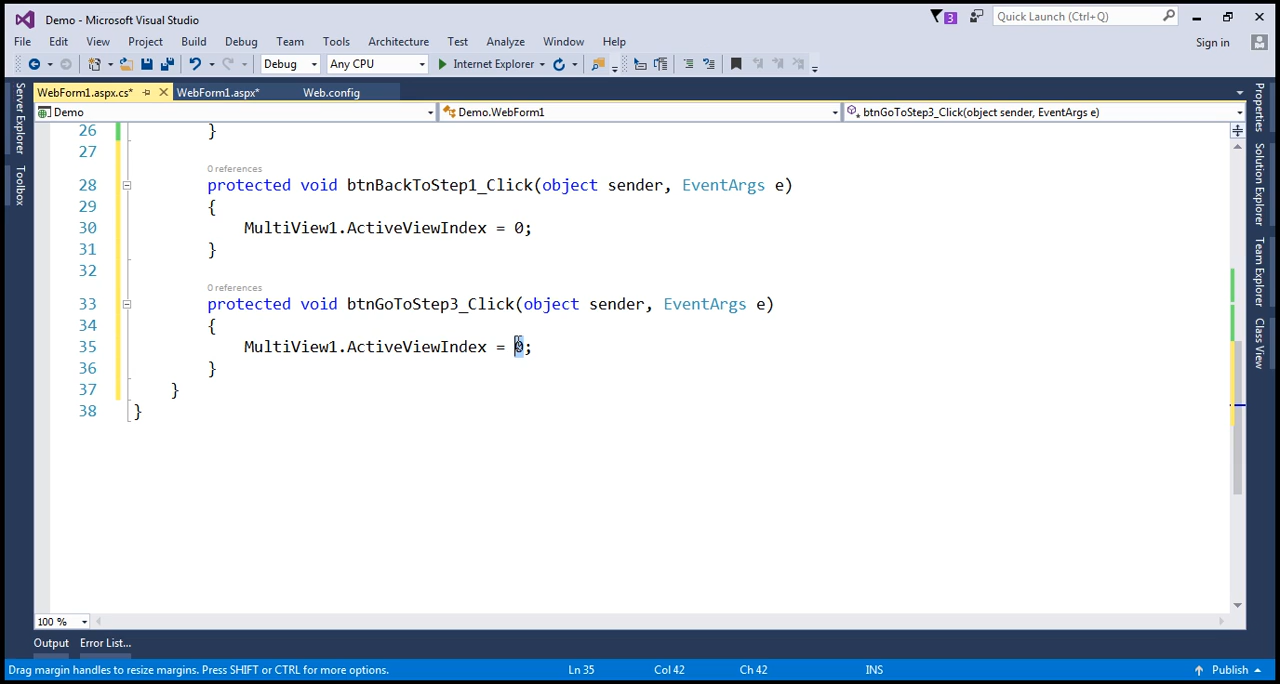 Demo - Microsoft Visual Studio
3
Quick Launch (Ctrl+Q)
File Edit View Project Build Debug Team Tools Architecture Test Analyze Window Help
Sign in
Debug Any CPU Internet Explorer
WebForm1.aspx.cs* WebForm1.aspx* Web.config
Demo Demo.WebForm1 btnGoToStep3_Click(object sender, EventArgs e)
Server Explorer
Toolbox
Properties
Solution Explorer
Team Explorer
Class View
26 }
27
0 references
28 protected void btnBackToStep1_Click(object sender, EventArgs e)
29 {
30 MultiView1.ActiveViewIndex = 0;
31 }
32
0 references
33 protected void btnGoToStep3_Click(object sender, EventArgs e)
34 {
35 MultiView1.ActiveViewIndex = 0;
36 }
37 }
38 }
100 %
Output Error List...
Drag margin handles to resize margins. Press SHIFT or CTRL for more options. Ln 35 Col 42 Ch 42 INS Publish